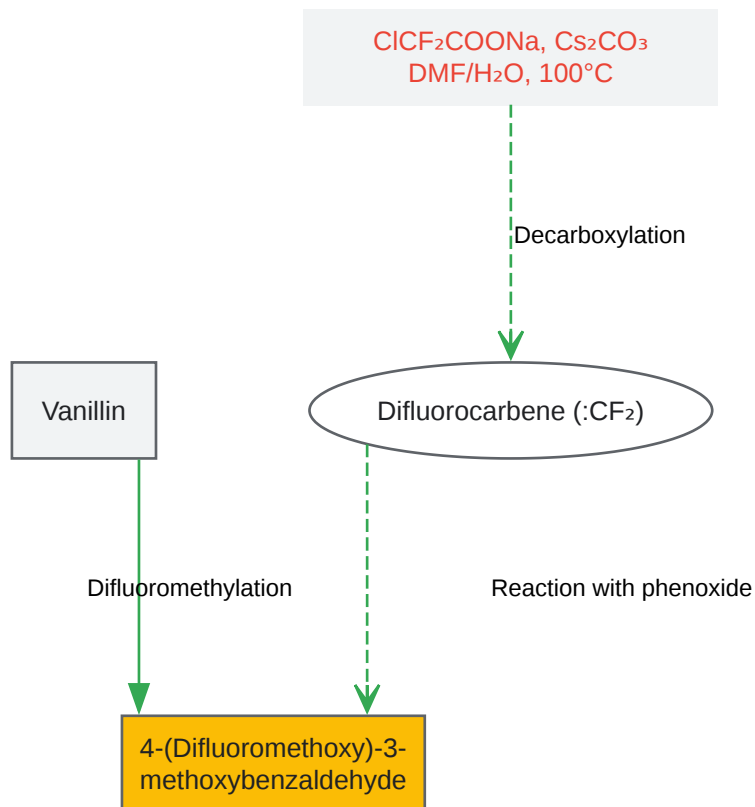 ClCF₂COONa, Cs₂CO₃
DMF/H₂O, 100°C
Decarboxylation
Vanillin
Difluorocarbene (:CF₂)
Difluoromethylation
Reaction with phenoxide
4-(Difluoromethoxy)-3-
methoxybenzaldehyde